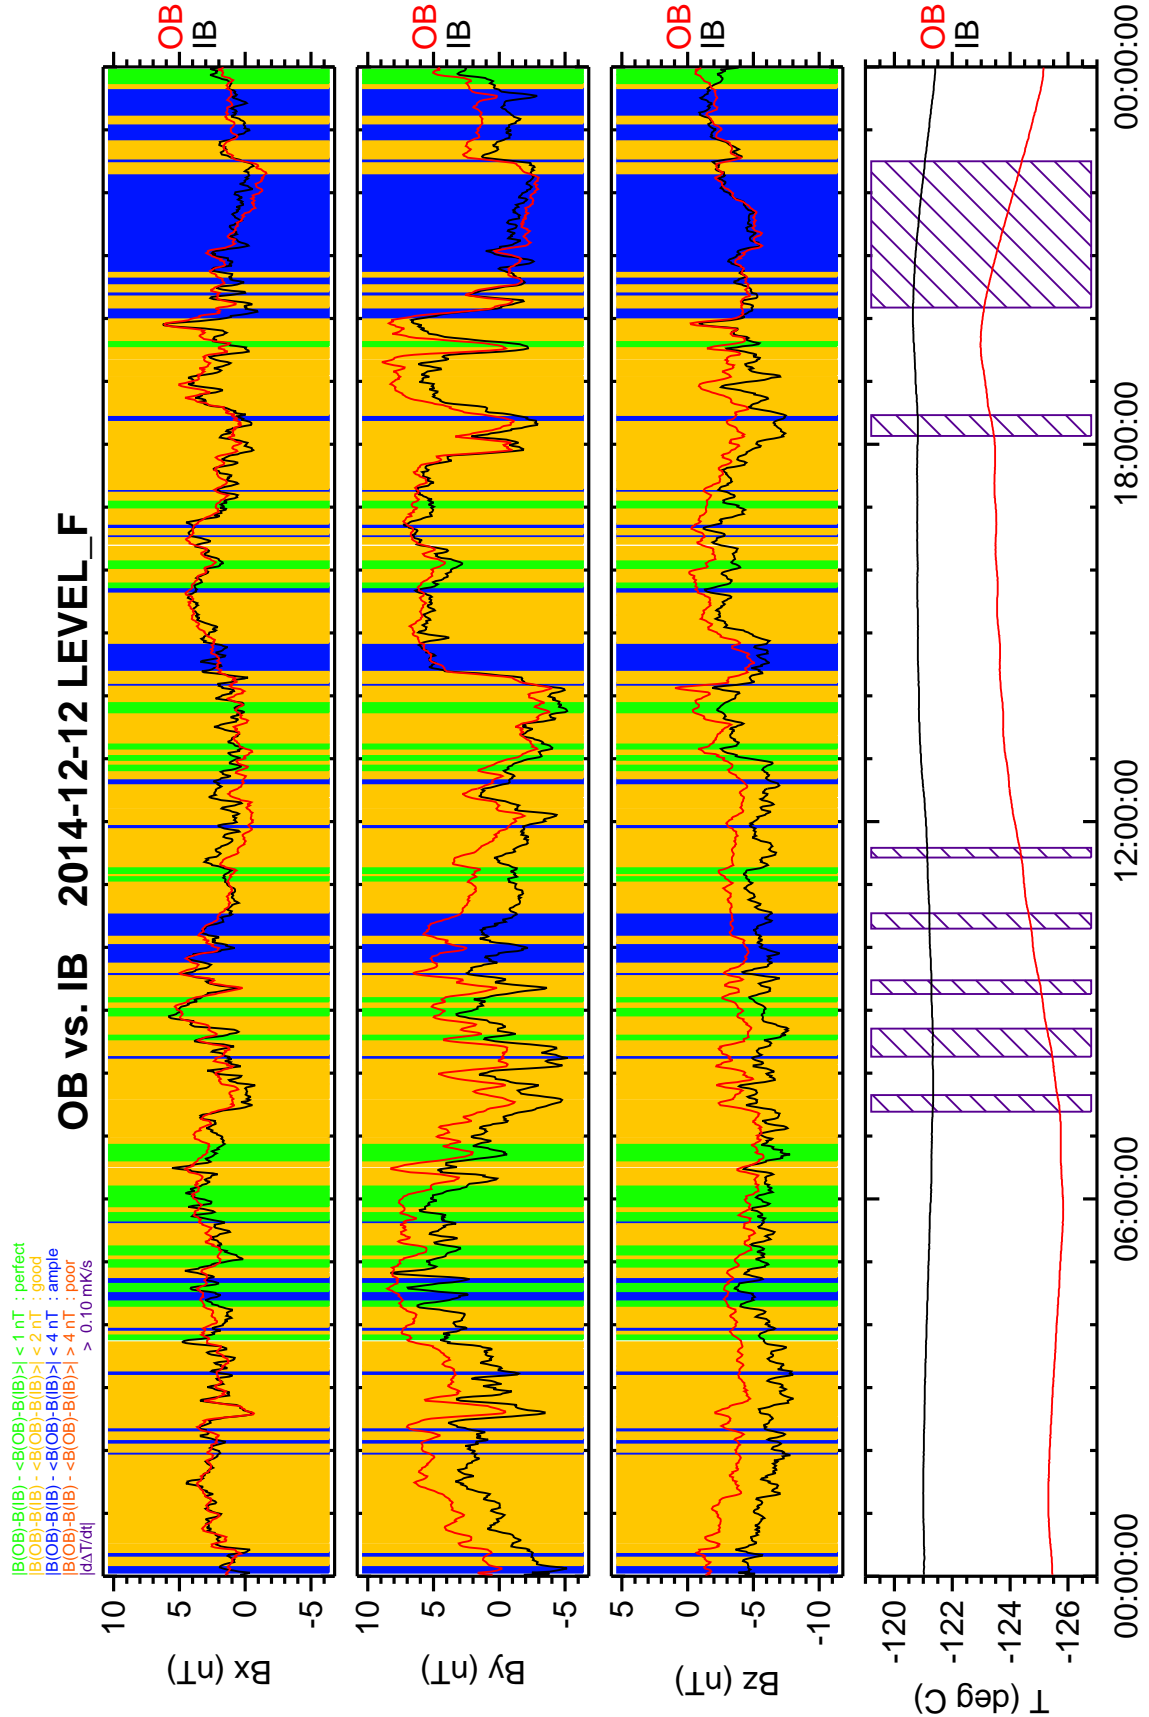 OB vs. IB 2014-12-12 LEVEL_F
|B(OB)-B(IB) - <B(OB)-B(IB)>| < 1 nT : perfect
|B(OB)-B(IB) - <B(OB)-B(IB)>| < 2 nT : good
|B(OB)-B(IB) - <B(OB)-B(IB)>| < 4 nT : ample
|B(OB)-B(IB) - <B(OB)-B(IB)>| > 4 nT : poor
|dΔT/dt| > 0.10 mK/s
Bx (nT)
10
5
0
-5
OB
IB
By (nT)
10
5
0
-5
OB
IB
Bz (nT)
5
0
-5
-10
OB
IB
T (deg C)
-120
-122
-124
-126
OB
IB
00:00:00 06:00:00 12:00:00 18:00:00 00:00:00